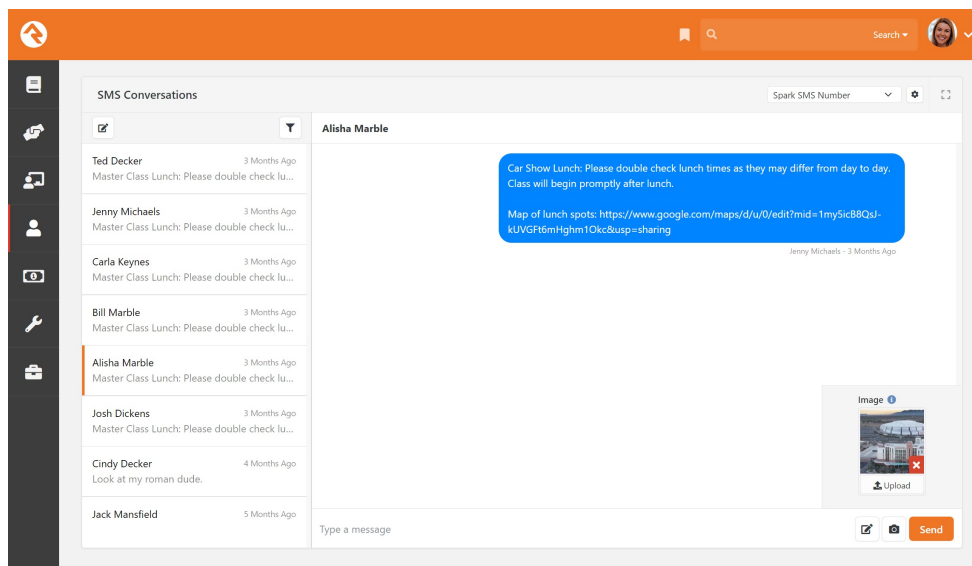 Search
SMS Conversations
Spark SMS Number
Alisha Marble
Ted Decker 3 Months Ago
Master Class Lunch: Please double check lu...
Jenny Michaels 3 Months Ago
Master Class Lunch: Please double check lu...
Carla Keynes 3 Months Ago
Master Class Lunch: Please double check lu...
Bill Marble 3 Months Ago
Master Class Lunch: Please double check lu...
Alisha Marble 3 Months Ago
Master Class Lunch: Please double check lu...
Josh Dickens 3 Months Ago
Master Class Lunch: Please double check lu...
Cindy Decker 4 Months Ago
Look at my roman dude.
Jack Mansfield 5 Months Ago
Car Show Lunch: Please double check lunch times as they may differ from day to day.
Class will begin promptly after lunch.
Map of lunch spots: https://www.google.com/maps/d/u/0/edit?mid=1my5icB8QsJ-
kUVGFt6mHghm1Okc&usp=sharing
Jenny Michaels - 3 Months Ago
Image
Upload
Type a message
Send